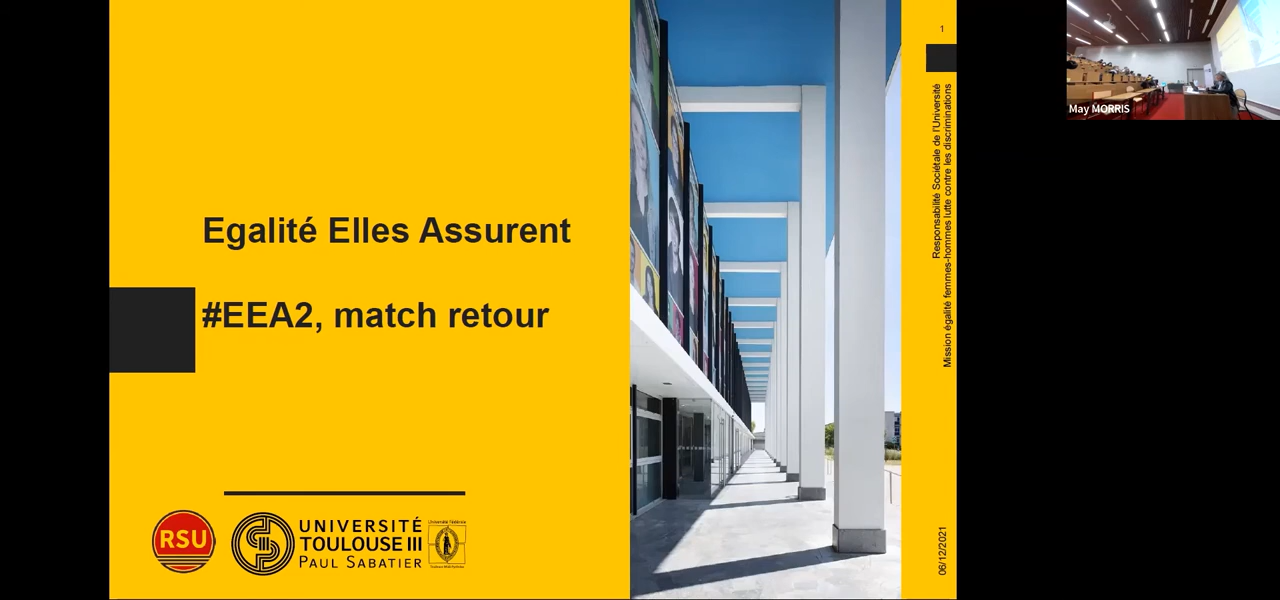 Egalité Elles Assurent
#EEA2, match retour
RSU
UNIVERSITÉ
TOULOUSE III
PAUL SABATIER
1
Responsabilité Sociétale de l'Université
Mission égalité femmes-hommes lutte contre les discriminations
06/12/2021
May MORRIS